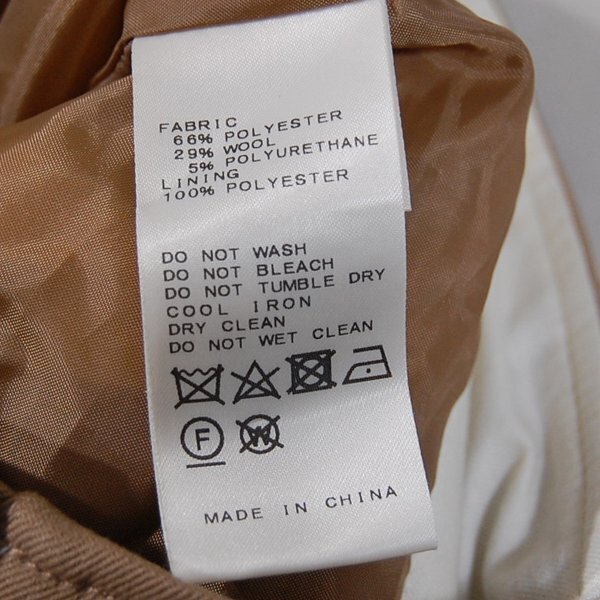 FABRIC
66% POLYESTER
29% WOOL
5% POLYURETHANE
LINING
100% POLYESTER
DO NOT WASH
DO NOT BLEACH
DO NOT TUMBLE DRY
COOL IRON
DRY CLEAN
DO NOT WET CLEAN
F W
MADE IN CHINA